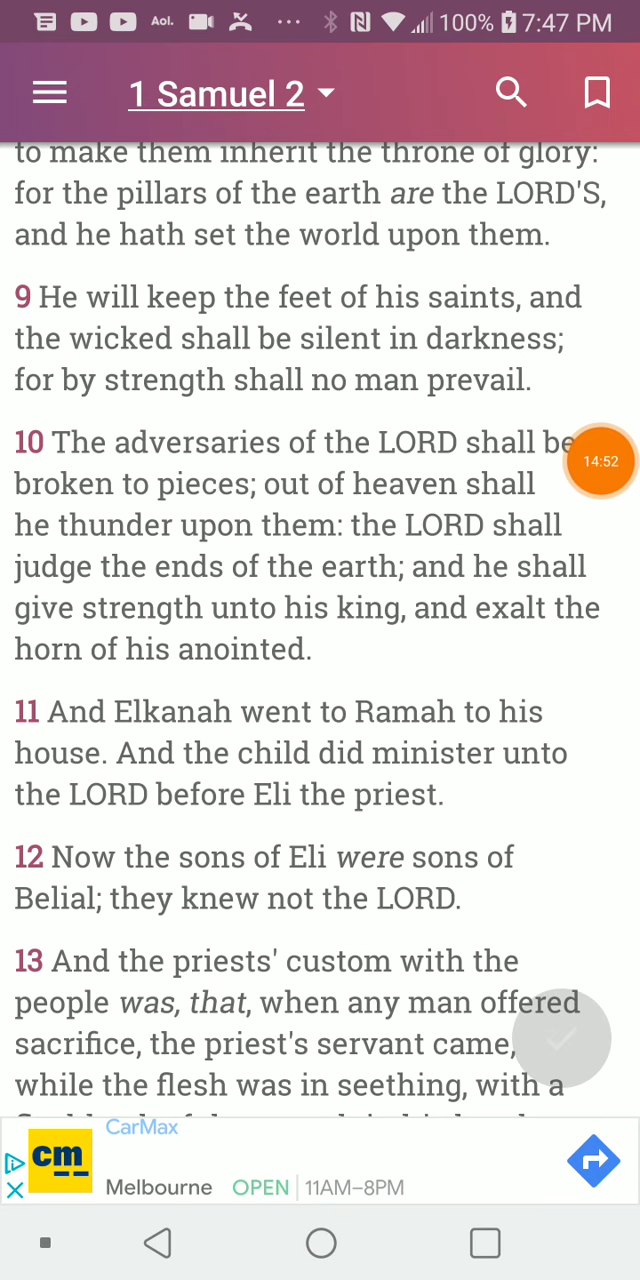 Aol. 100% 7:47 PM
1 Samuel 2
to make them inherit the throne of glory:
for the pillars of the earth are the LORD'S,
and he hath set the world upon them.
9 He will keep the feet of his saints, and
the wicked shall be silent in darkness;
for by strength shall no man prevail.
10 The adversaries of the LORD shall be
14:52
broken to pieces; out of heaven shall
he thunder upon them: the LORD shall
judge the ends of the earth; and he shall
give strength unto his king, and exalt the
horn of his anointed.
11 And Elkanah went to Ramah to his
house. And the child did minister unto
the LORD before Eli the priest.
12 Now the sons of Eli were sons of
Belial; they knew not the LORD.
13 And the priests' custom with the
people was, that, when any man offered
sacrifice, the priest's servant came,
while the flesh was in seething, with a
CarMax
cm
Melbourne OPEN 11AM–8PM